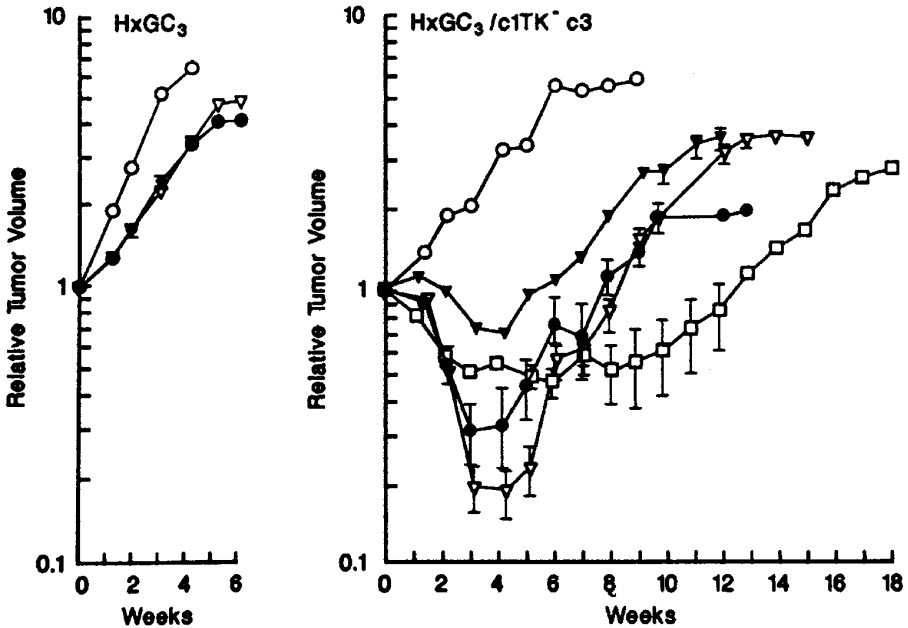 HxGC₃
10
1
0.1
Relative Tumor Volume
0 2 4 6
Weeks
HxGC₃/c1TK⁻ c3
10
1
0.1
Relative Tumor Volume
0 2 4 6 8 10 12 14 16 18
Weeks